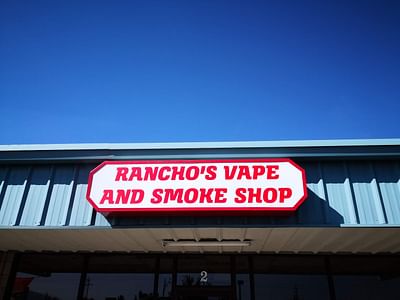 RANCHO'S VAPE
AND SMOKE SHOP
2